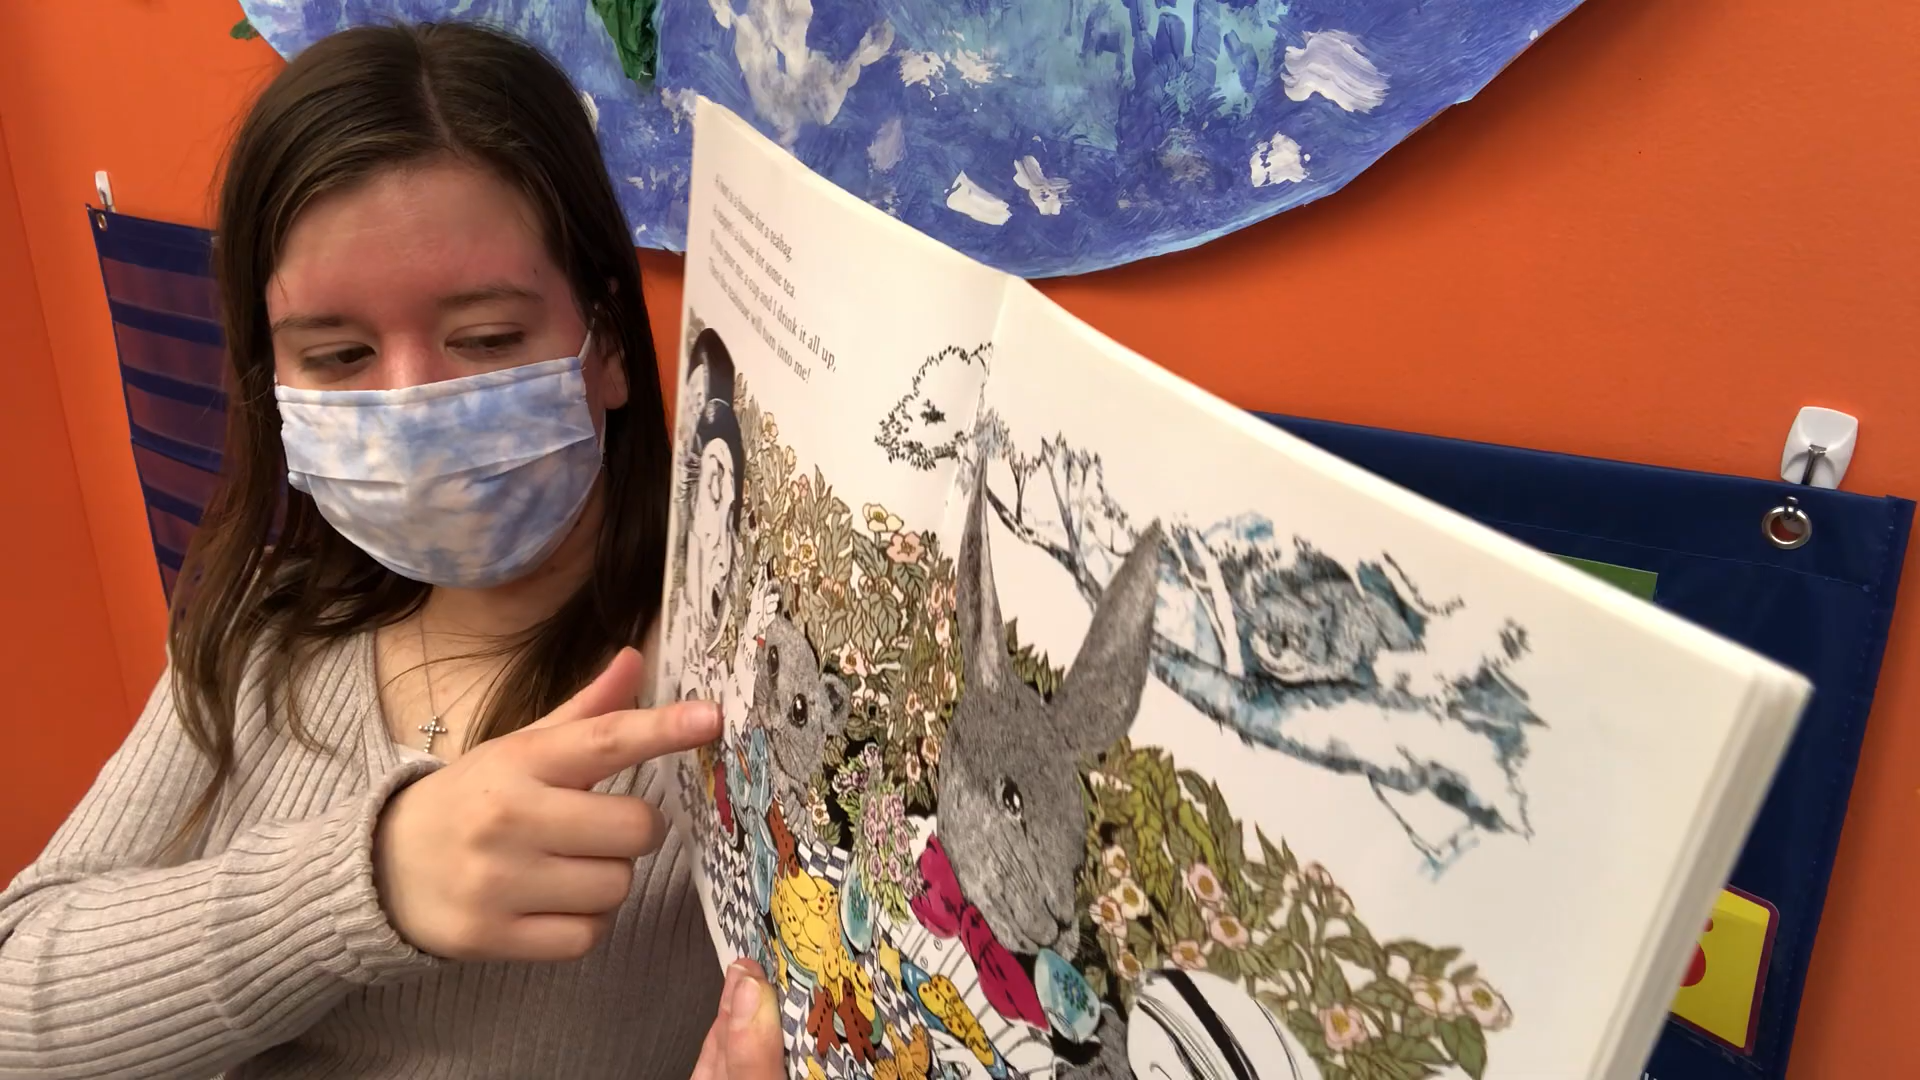 A box is a house for a teabag.
A teapot's a house for some tea.
If you pour me a cup and I drink it all up,
Then the teahouse will turn into me!